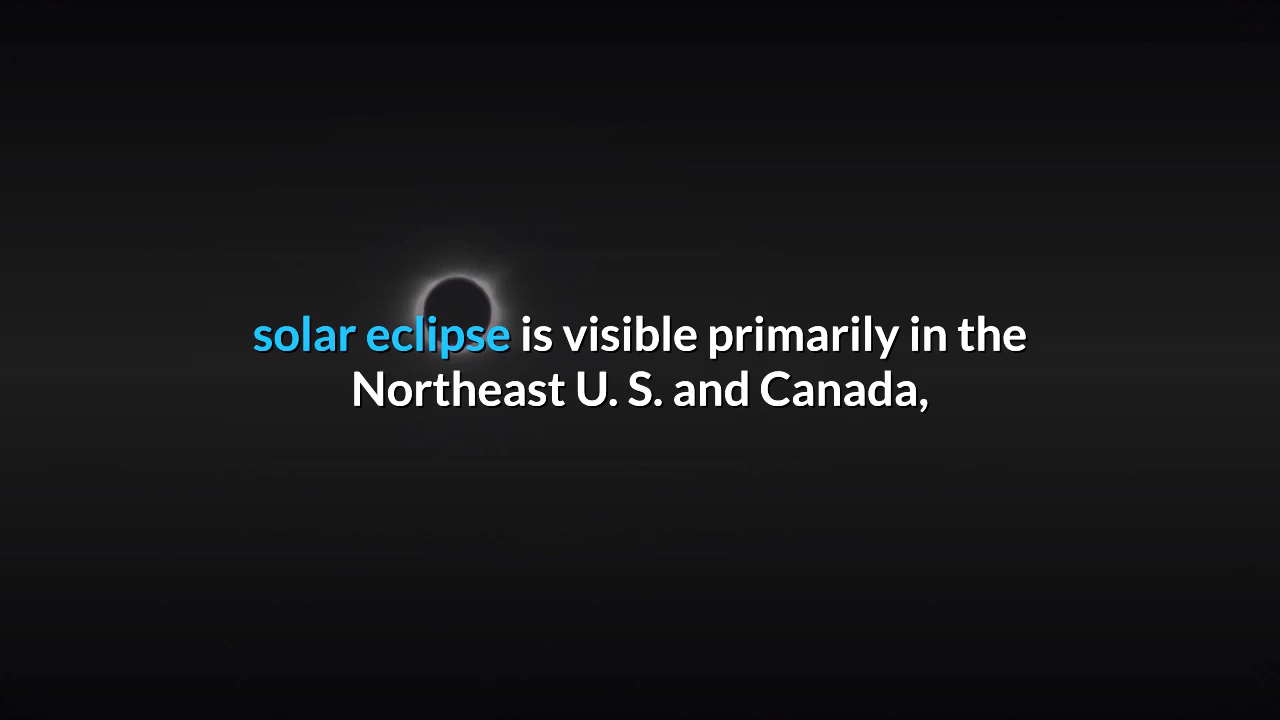 solar eclipse is visible primarily in the
Northeast U. S. and Canada,